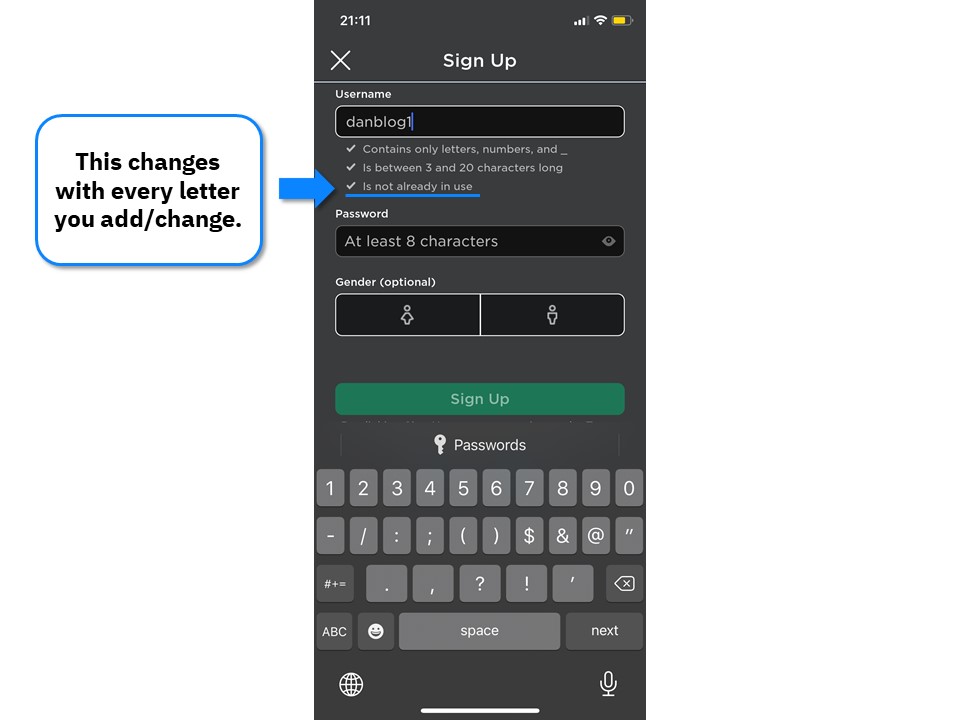 This changes
with every letter
you add/change.
21:11
Sign Up
Username
danblog1
Contains only letters, numbers, and _
Is between 3 and 20 characters long
Is not already in use
Password
At least 8 characters
Gender (optional)
Sign Up
Passwords
1 2 3 4 5 6 7 8 9 0
- / : ; ( ) $ & @ "
#+= . , ? ! '
ABC space next